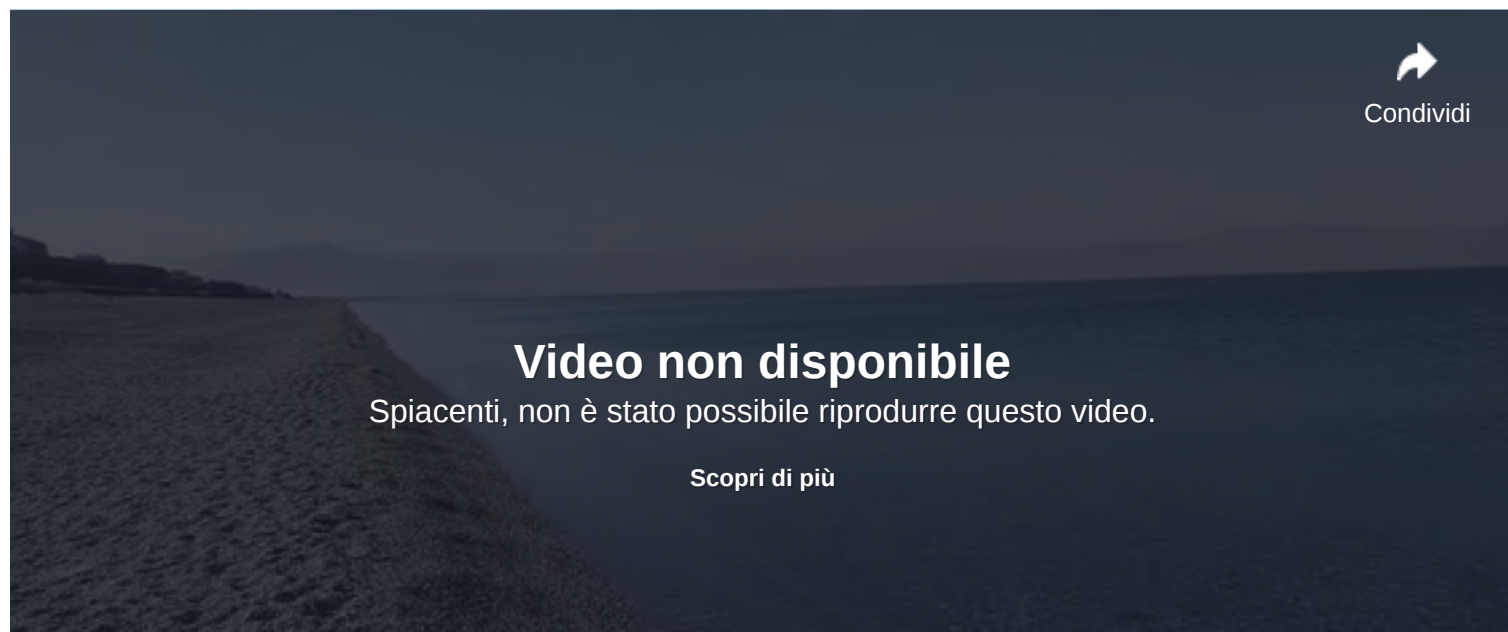 Condividi
Video non disponibile
Spiacenti, non è stato possibile riprodurre questo video.
Scopri di più